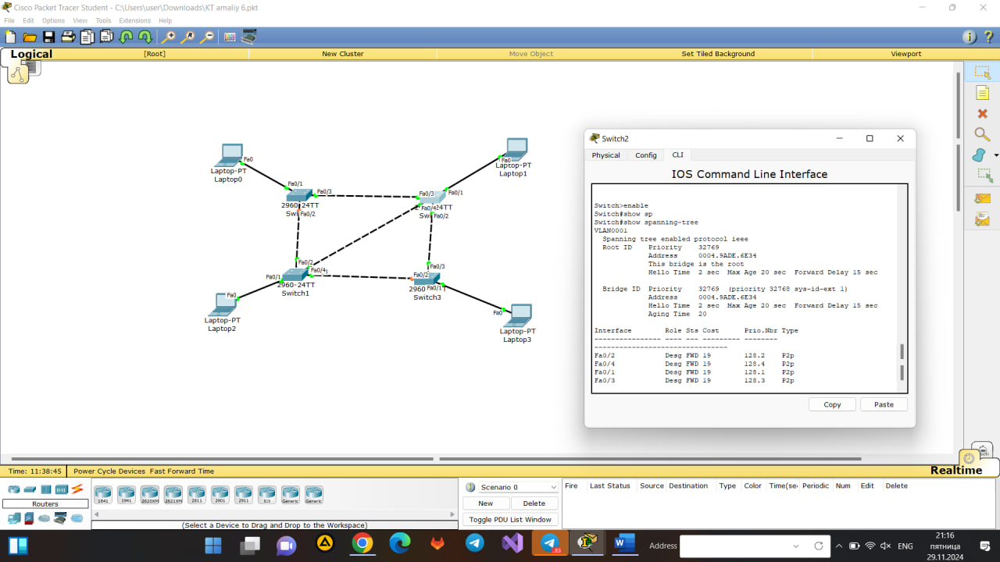 Cisco Packet Tracer Student - C:\Users\user\Downloads\KT amaliy 6.pkt
File Edit Options View Tools Extensions Help
Logical [Root] New Cluster Move Object Set Tiled Background Viewport
Fa0
Laptop-PT
Laptop0
Fa0/1
Fa0/3
2960-24TT
Fa0/2
Fa0
Laptop-PT
Laptop1
Fa0/3
Fa0/1
Fa0/4
24TT
Fa0/2
Fa0/2
Fa0/4
Fa0/1
2960-24TT
Switch1
Fa0/3
Fa0/2
2960
Fa0/1
Switch3
Fa0
Laptop-PT
Laptop2
Fa0
Laptop-PT
Laptop3
Switch2
Physical Config CLI
IOS Command Line Interface
Switch>enable
Switch#show sp
Switch#show spanning-tree
VLAN0001
Spanning tree enabled protocol ieee
Root ID Priority 32769
Address 0004.9ADE.6E34
This bridge is the root
Hello Time 2 sec Max Age 20 sec Forward Delay 15 sec
Bridge ID Priority 32769 (priority 32768 sys-id-ext 1)
Address 0004.9ADE.6E34
Hello Time 2 sec Max Age 20 sec Forward Delay 15 sec
Aging Time 20
Interface Role Sts Cost Prio.Nbr Type
---------------- ---- --- --------- -------- --------------------------------
Fa0/2 Desg FWD 19 128.2 P2p
Fa0/4 Desg FWD 19 128.4 P2p
Fa0/1 Desg FWD 19 128.1 P2p
Fa0/3 Desg FWD 19 128.3 P2p
Copy Paste
Time: 11:38:45 Power Cycle Devices Fast Forward Time Realtime
Routers
1841 1941 2620XM 2621XM 2811 2901 2911 819 Generic Generic
(Select a Device to Drag and Drop to the Workspace)
Scenario 0
New Delete
Toggle PDU List Window
Fire Last Status Source Destination Type Color Time(sec Periodic Num Edit Delete
83
Address
ENG
21:16
пятница
29.11.2024